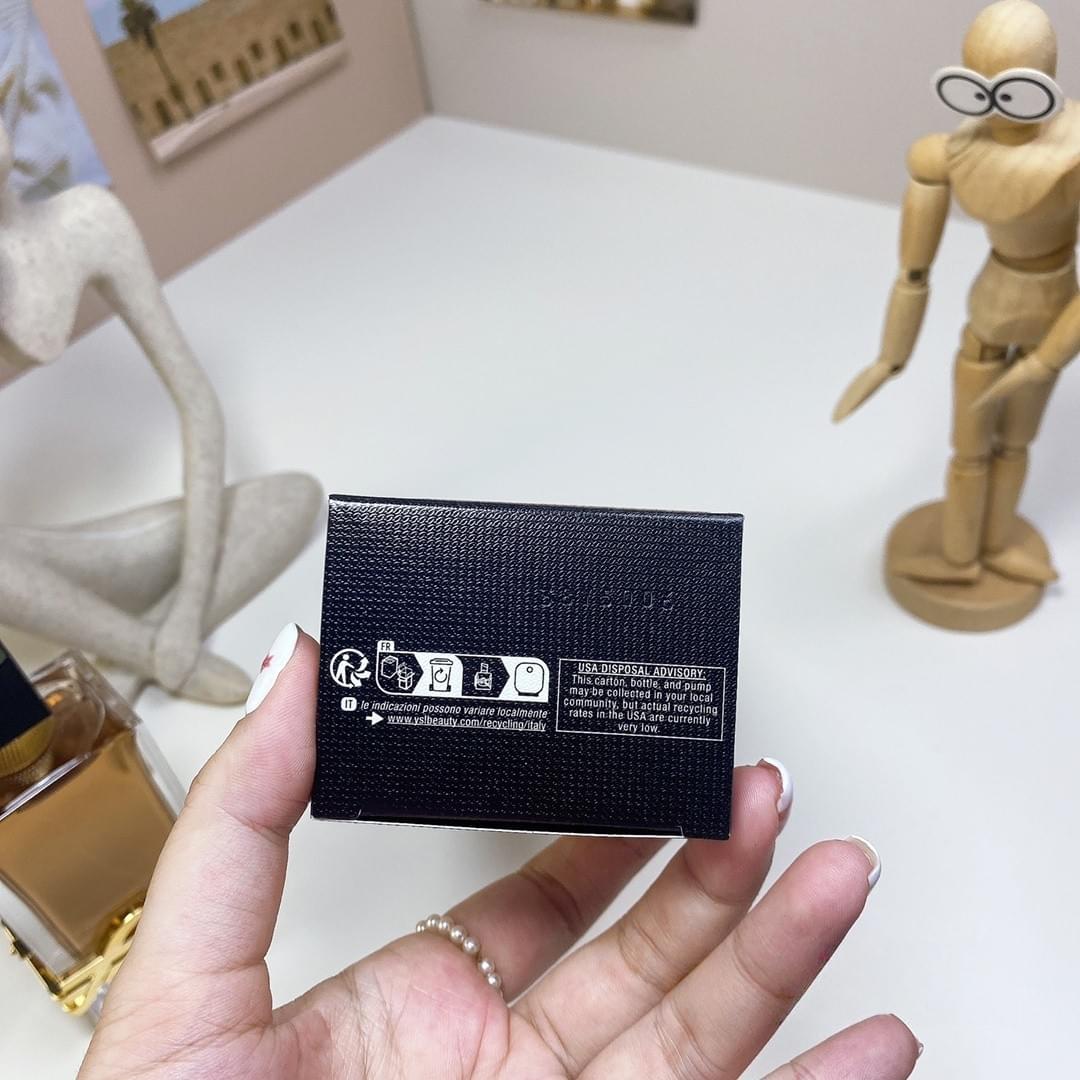 FR
IT le indicazioni possono variare localmente
www.yslbeauty.com/recycling/italy
USA DISPOSAL ADVISORY:
This carton, bottle, and pump
may be collected in your local
community, but actual recycling
rates in the USA are currently
very low.